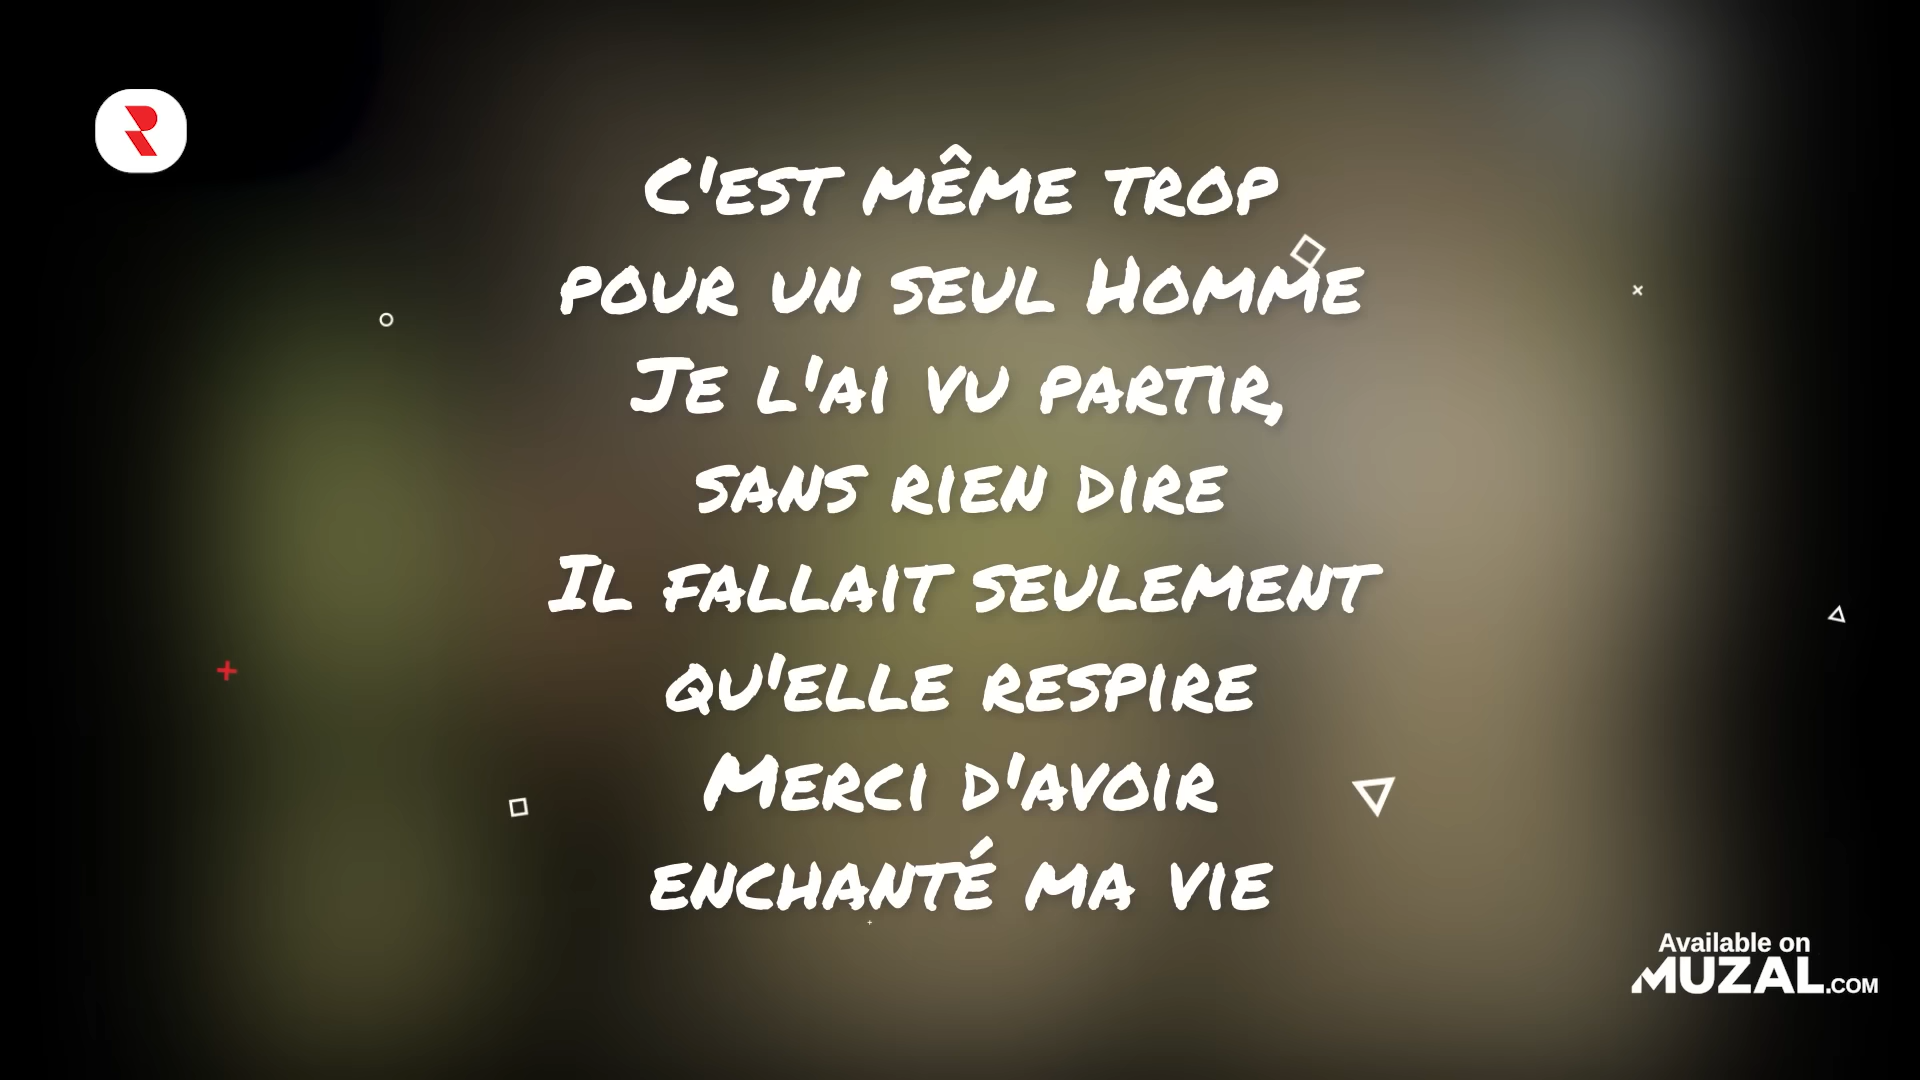 C'est même trop
pour un seul Homme
Je l'ai vu partir,
sans rien dire
Il fallait seulement
qu'elle respire
Merci d'avoir
enchanté ma vie
Available on
MUZAL.COM